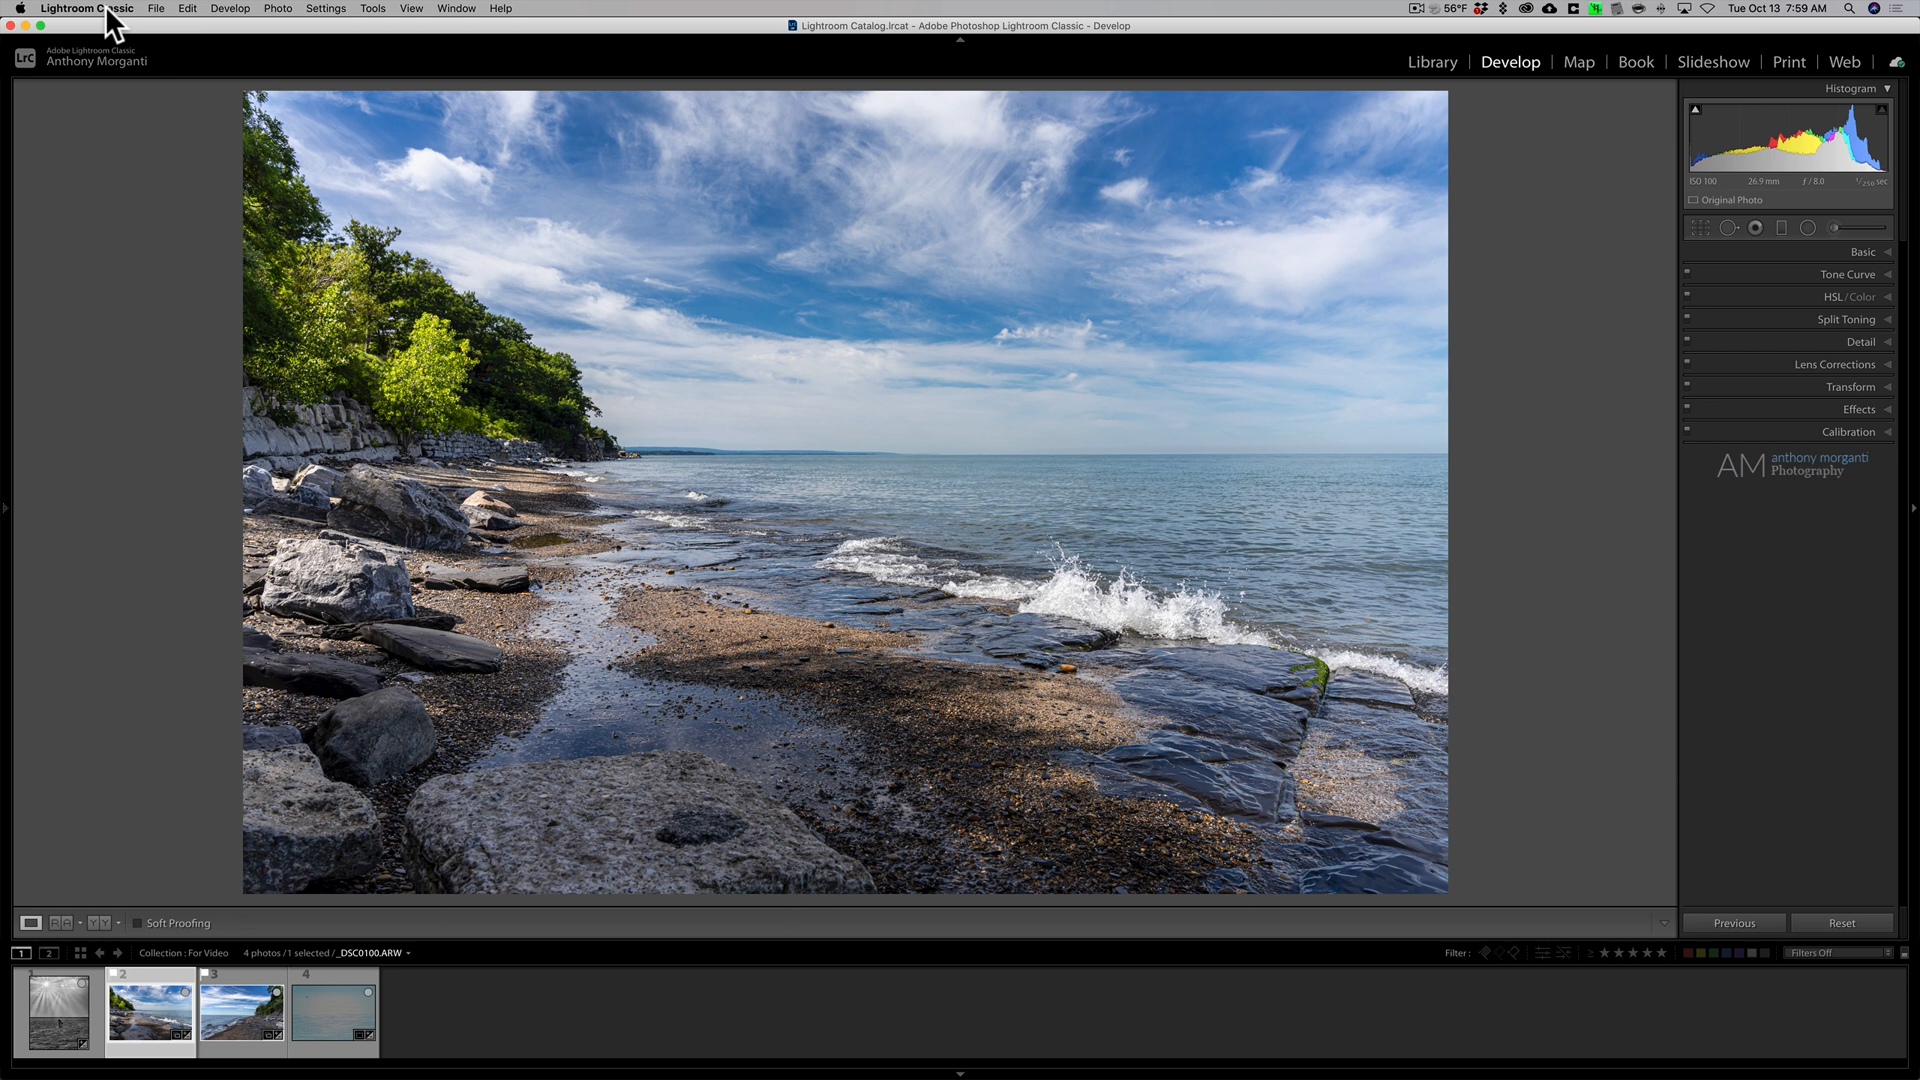 Lightroom Classic File Edit Develop Photo Settings Tools View Window Help
56°F Tue Oct 13 7:59 AM
Lightroom Catalog.lrcat - Adobe Photoshop Lightroom Classic - Develop
LrC
Adobe Lightroom Classic
Anthony Morganti
Library | Develop | Map | Book | Slideshow | Print | Web |
Histogram
ISO 100 26.9 mm ƒ / 8.0 1/250 sec
Original Photo
Basic
Tone Curve
HSL / Color
Split Toning
Detail
Lens Corrections
Transform
Effects
Calibration
AM anthony morganti
Photography
R A Y Y Soft Proofing
Previous Reset
1 2 Collection : For Video 4 photos / 1 selected / _DSC0100.ARW
Filter : ≥ ★ ★ ★ ★ ★ Filters Off
1 2 3 4